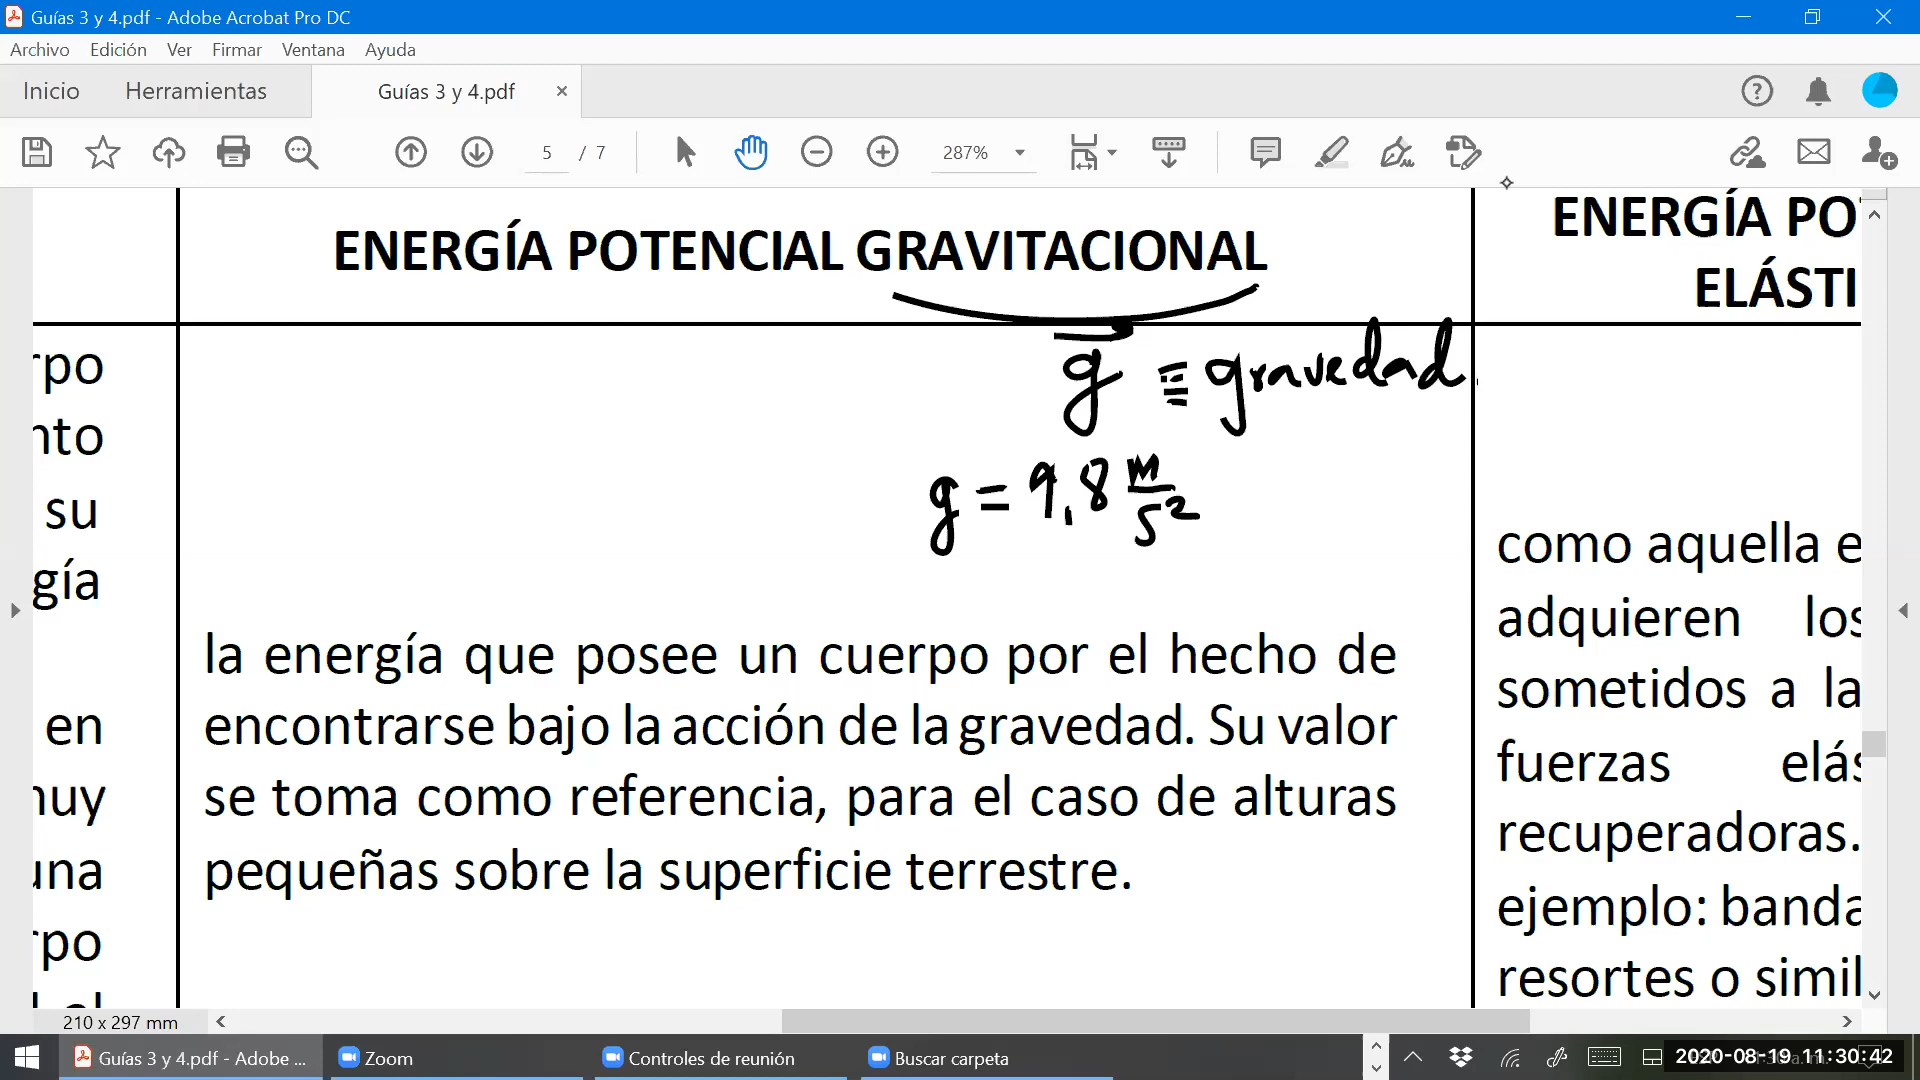 Guías 3 y 4.pdf - Adobe Acrobat Pro DC
Archivo Edición Ver Firmar Ventana Ayuda
Inicio Herramientas Guías 3 y 4.pdf
5 / 7 287%
ENERGÍA POTENCIAL GRAVITACIONAL
g ≡ gravedad.
g = 9,8 m/s²
la energía que posee un cuerpo por el hecho de
encontrarse bajo la acción de la gravedad. Su valor
se toma como referencia, para el caso de alturas
pequeñas sobre la superficie terrestre.
rpo
nto
su
gía
en
uy
una
rpo
ENERGÍA PO
ELÁSTI
como aquella e
adquieren los
sometidos a la
fuerzas elás
recuperadoras.
ejemplo: banda
resortes o simil
210 x 297 mm
Guías 3 y 4.pdf - Adobe ... Zoom Controles de reunión Buscar carpeta 2020-08-19 11:30:42